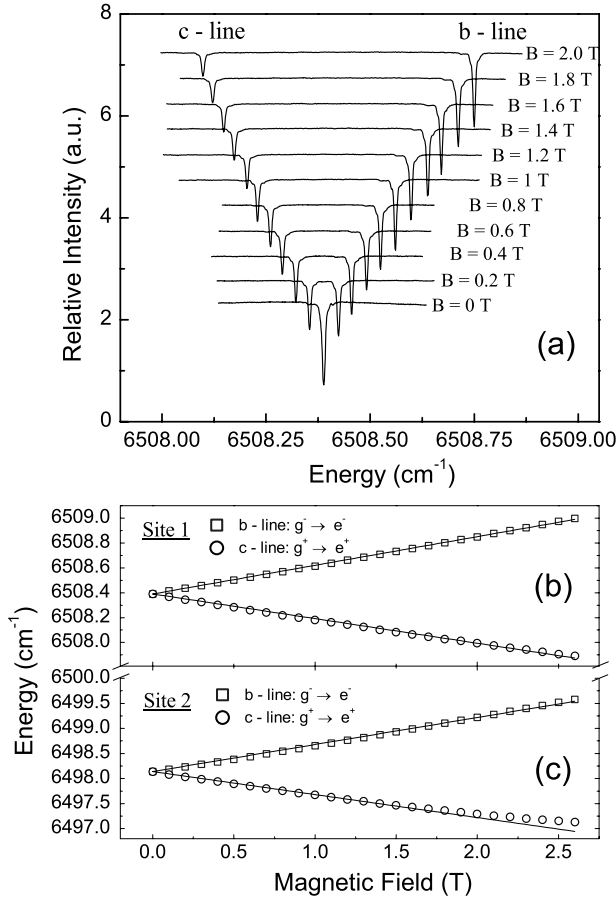 8
6
4
2
0
Relative Intensity (a.u.)
c - line
b - line
B = 2.0 T
B = 1.8 T
B = 1.6 T
B = 1.4 T
B = 1.2 T
B = 1 T
B = 0.8 T
B = 0.6 T
B = 0.4 T
B = 0.2 T
B = 0 T
(a)
6508.00 6508.25 6508.50 6508.75 6509.00
Energy (cm⁻¹)
6509.0
6508.8
6508.6
6508.4
6508.2
6508.0
Site 1
b - line: g⁻ → e⁻
c - line: g⁺ → e⁺
(b)
Energy (cm⁻¹)
6500.0
6499.5
6499.0
6498.5
6498.0
6497.5
6497.0
Site 2
b - line: g⁻ → e⁻
c - line: g⁺ → e⁺
(c)
0.0 0.5 1.0 1.5 2.0 2.5
Magnetic Field (T)